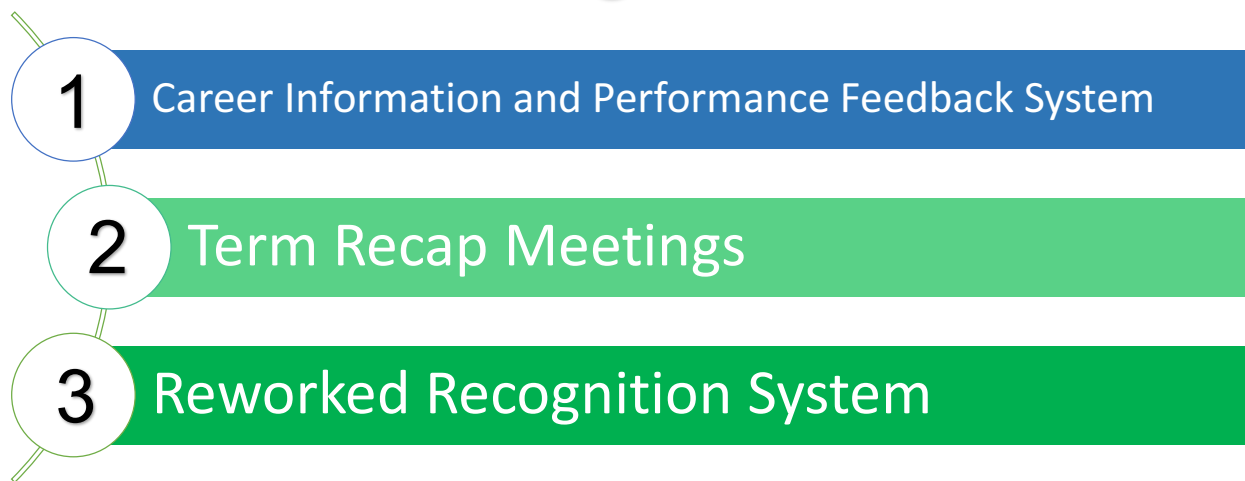 1
Career Information and Performance Feedback System
2
Term Recap Meetings
3
Reworked Recognition System